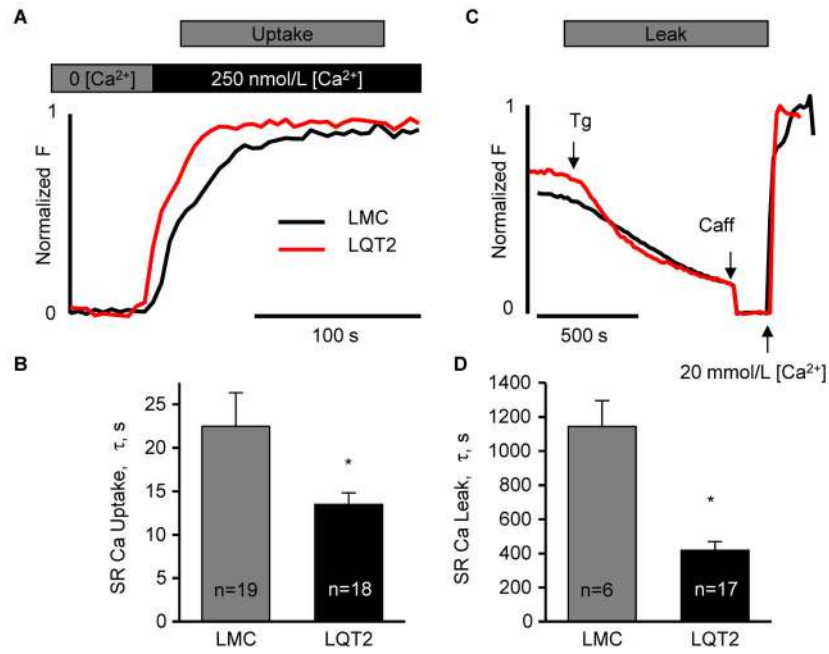 A
Uptake
0 [Ca²⁺]
250 nmol/L [Ca²⁺]
1
Normalized F
0
LMC
LQT2
100 s
C
Leak
1
Normalized F
0
Tg
Caff
500 s
20 mmol/L [Ca²⁺]
B
SR Ca Uptake, τ, s
25
20
15
10
5
0
*
n=19
n=18
LMC
LQT2
D
SR Ca Leak, τ, s
1400
1200
1000
800
600
400
200
0
*
n=6
n=17
LMC
LQT2